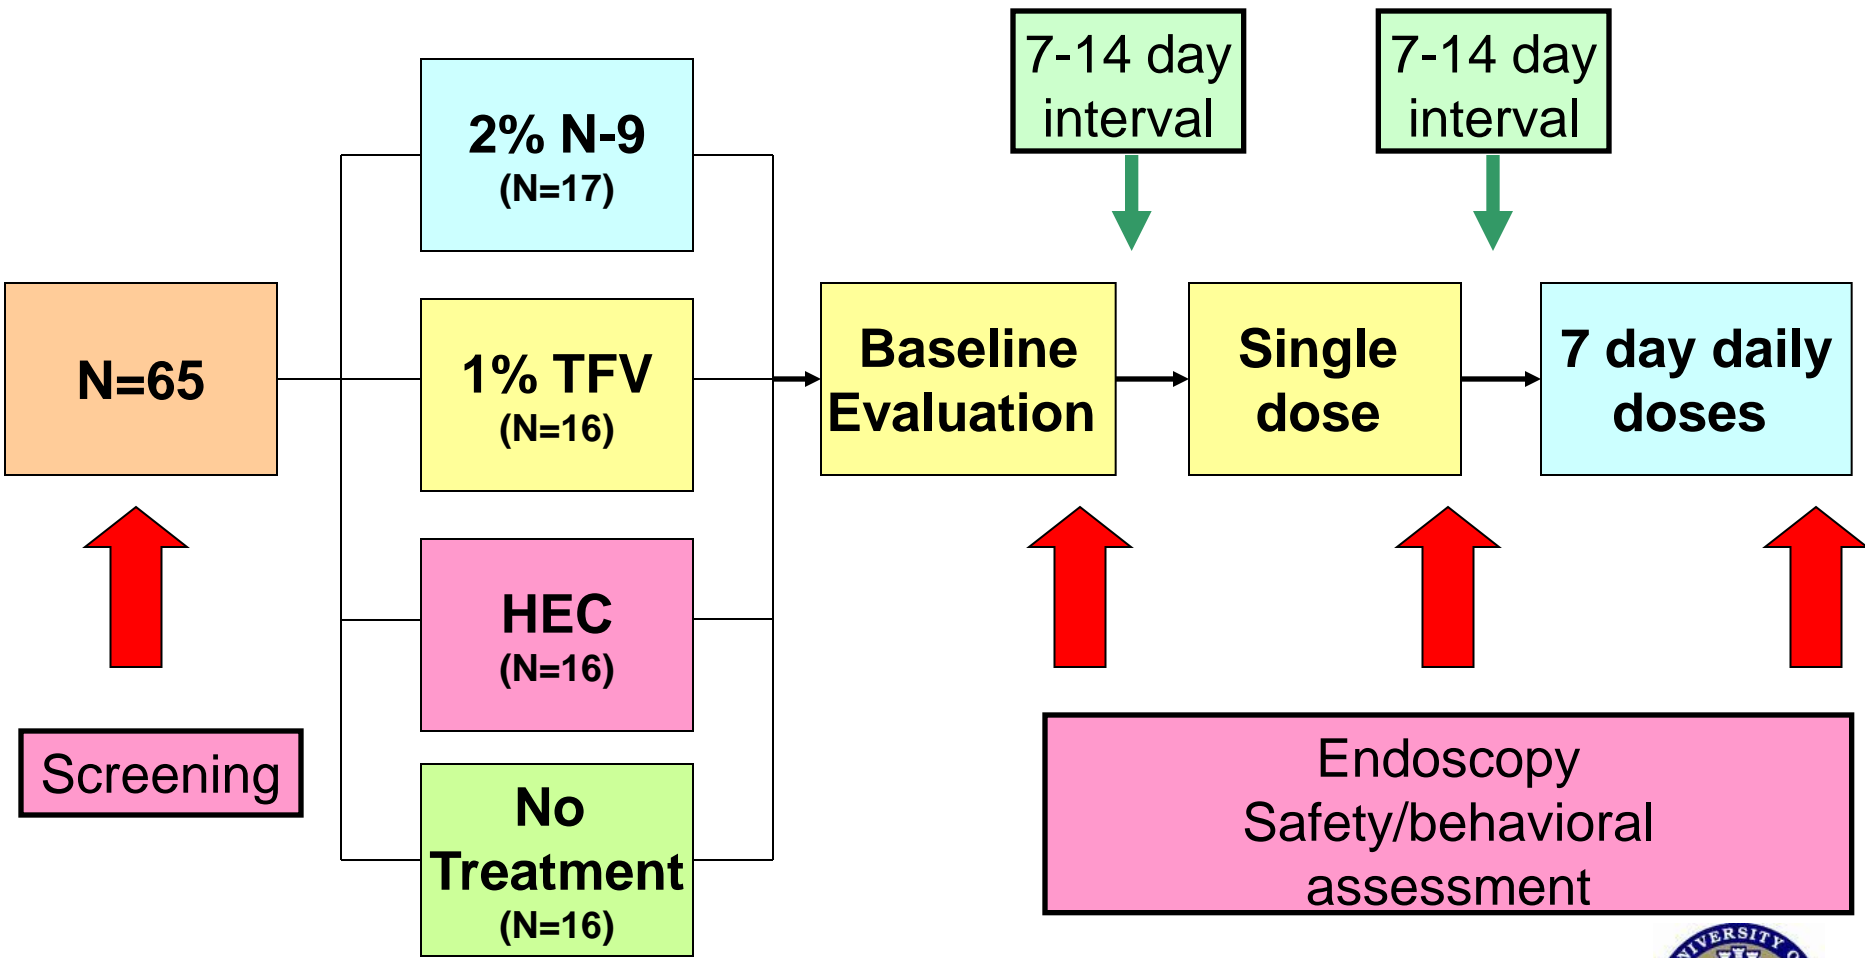 7-14 day
interval
7-14 day
interval
2% N-9
(N=17)
N=65
1% TFV
(N=16)
Baseline
Evaluation
Single
dose
7 day daily
doses
HEC
(N=16)
Screening
No
Treatment
(N=16)
Endoscopy
Safety/behavioral
assessment
UNIVERSITY O